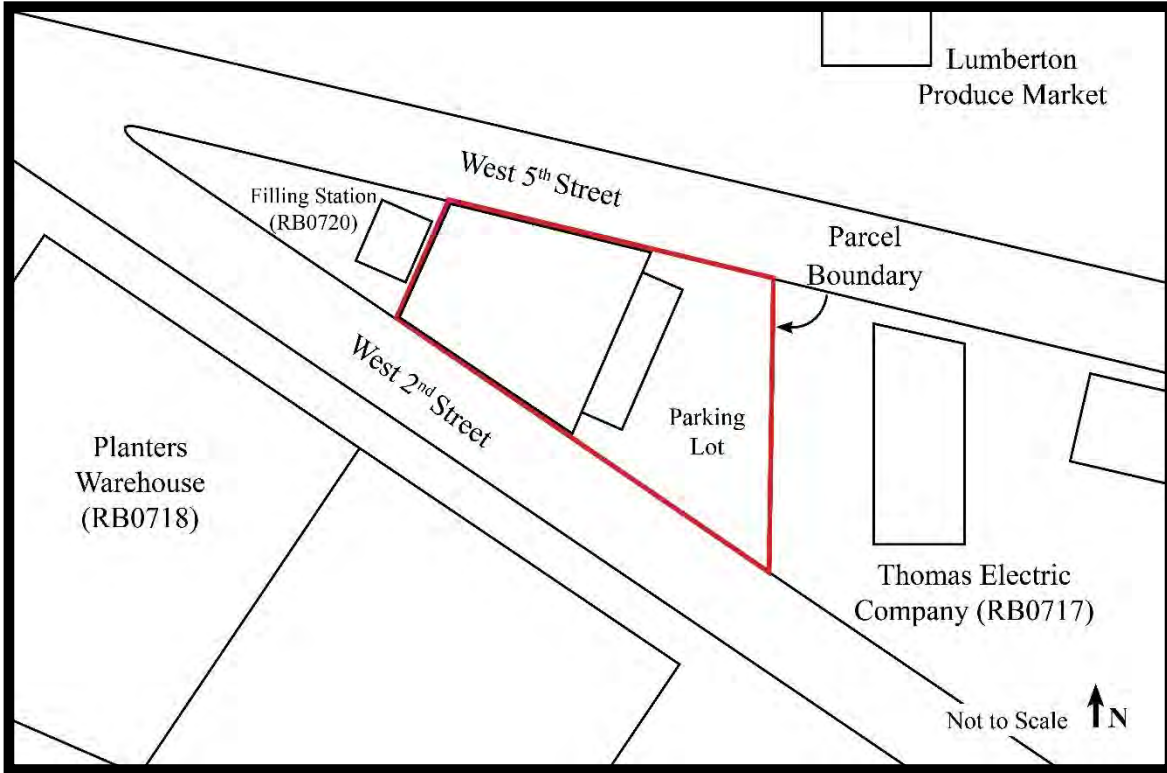 Lumberton
Produce Market
West 5th Street
Filling Station
(RB0720)
Parcel
Boundary
West 2nd Street
Parking
Lot
Planters
Warehouse
(RB0718)
Thomas Electric
Company (RB0717)
Not to Scale
N